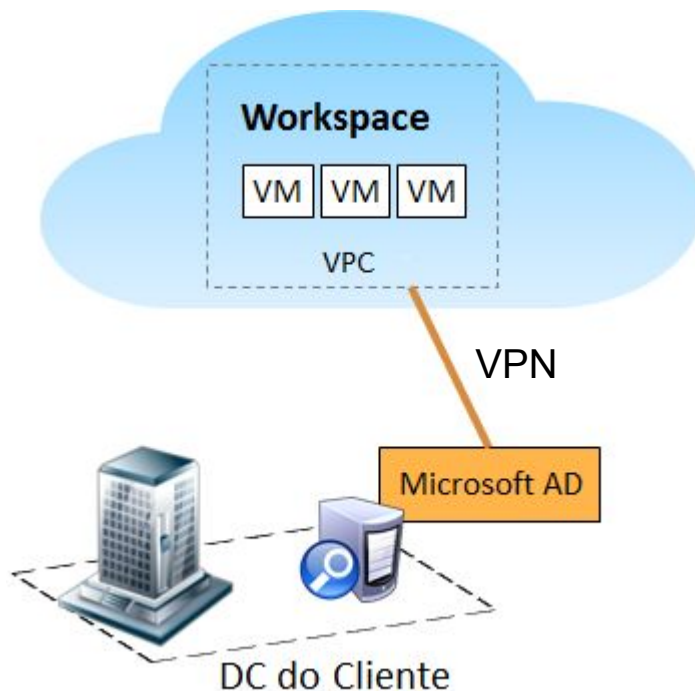 Workspace
VM VM VM
VPC
VPN
Microsoft AD
DC do Cliente